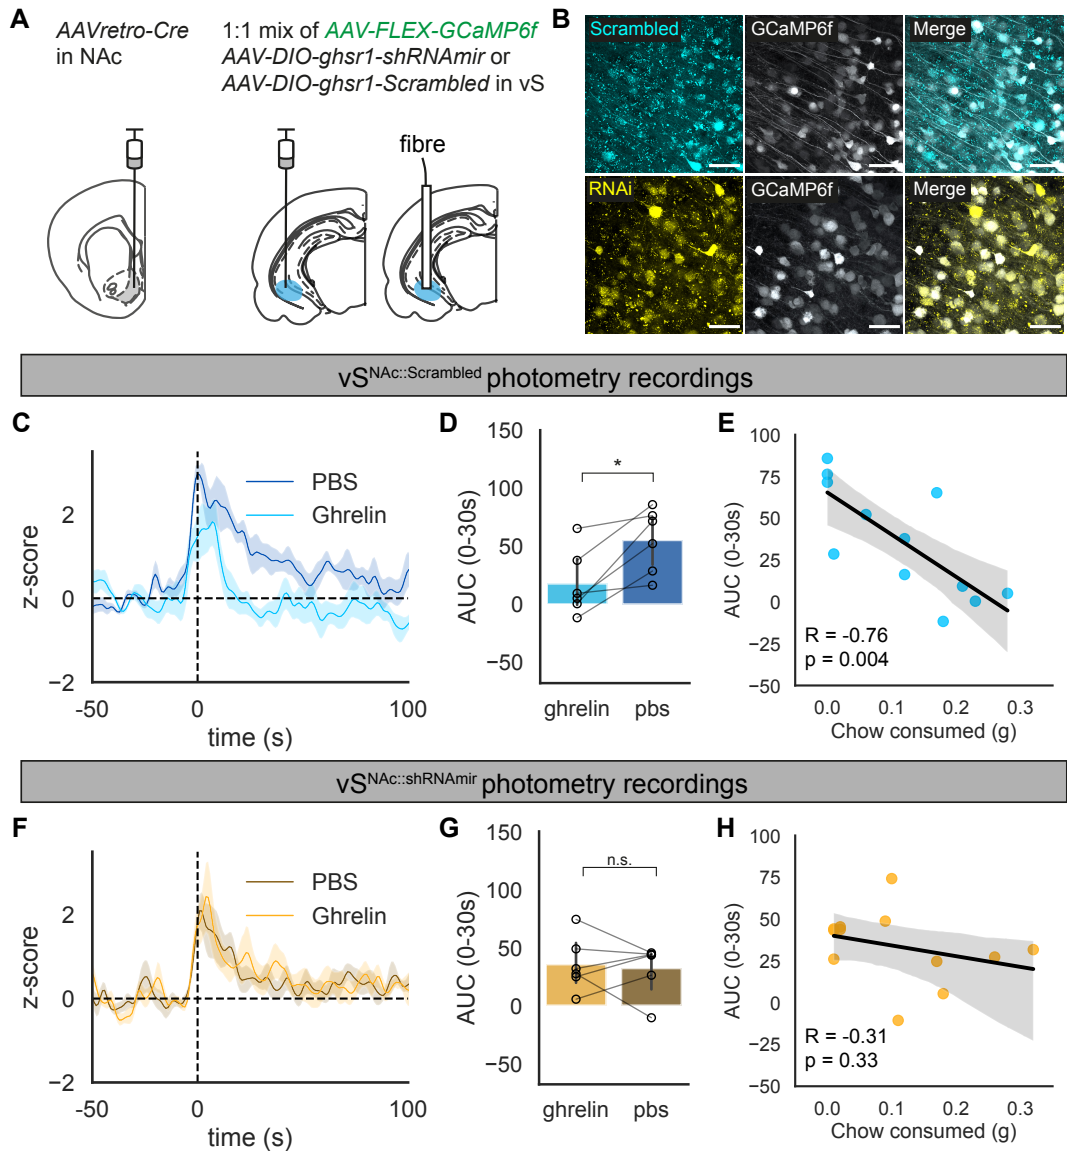 A
AAVretro-Cre
in NAc
1:1 mix of AAV-FLEX-GCaMP6f
AAV-DIO-ghsr1-shRNAmir or
AAV-DIO-ghsr1-Scrambled in vS
fibre
B
Scrambled
GCaMP6f
Merge
RNAi
GCaMP6f
Merge
vS^NAc::Scrambled photometry recordings
C
2
0
−2
z-score
-50
0
100
time (s)
PBS
Ghrelin
D
150
100
50
0
−50
AUC (0-30s)
*
ghrelin
pbs
E
100
75
50
25
0
−25
−50
AUC (0-30s)
R = -0.76
p = 0.004
0.0
0.1
0.2
0.3
Chow consumed (g)
vS^NAc::shRNAmir photometry recordings
F
2
0
−2
z-score
-50
0
100
time (s)
PBS
Ghrelin
G
150
100
50
0
−50
AUC (0-30s)
n.s.
ghrelin
pbs
H
100
75
50
25
0
−25
−50
AUC (0-30s)
R = -0.31
p = 0.33
0.0
0.1
0.2
0.3
Chow consumed (g)